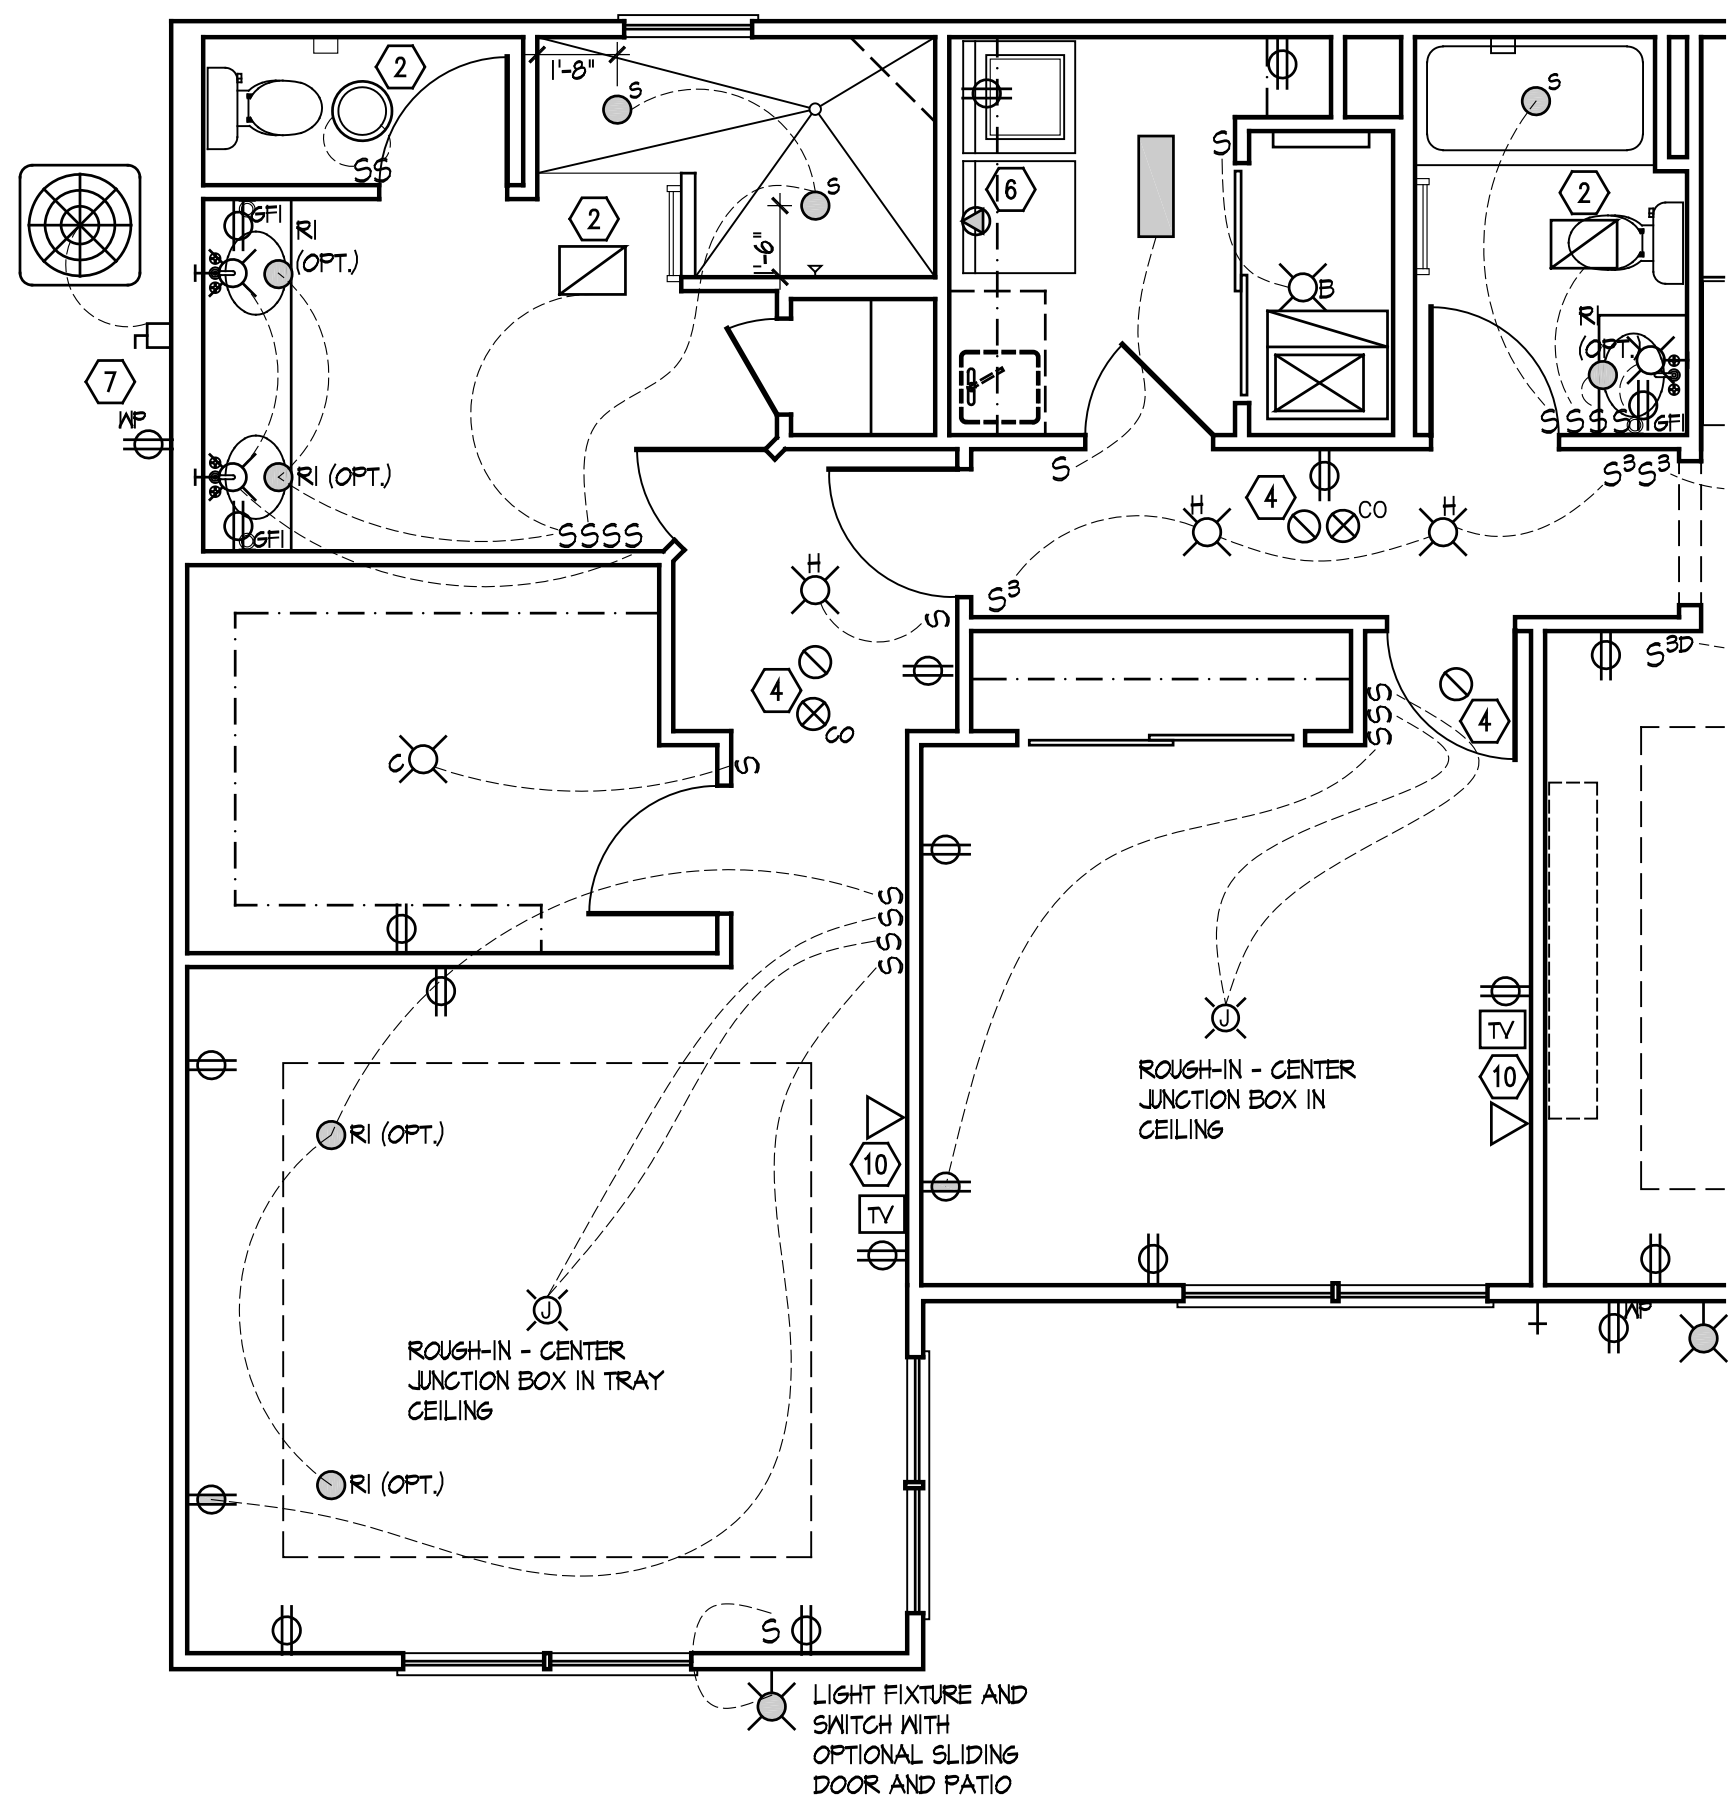 2
1'-8"
S
S
2
SS
GFI
RI
(OPT.)
S
2
1'-6"
6
S
B
RI
(OPT.)
7
WP
SSSS
GFI
S
RI (OPT.)
SSSS
GFI
H
4
CO
H
S3 S3
H
S
S3
S3D
4
CO
S
S
S
4
C
S
S
S
S
S
J
TV
10
ROUGH-IN - CENTER
JUNCTION BOX IN
CEILING
RI (OPT.)
10
TV
J
ROUGH-IN - CENTER
JUNCTION BOX IN TRAY
CEILING
WP
RI (OPT.)
S
LIGHT FIXTURE AND
SWITCH WITH
OPTIONAL SLIDING
DOOR AND PATIO